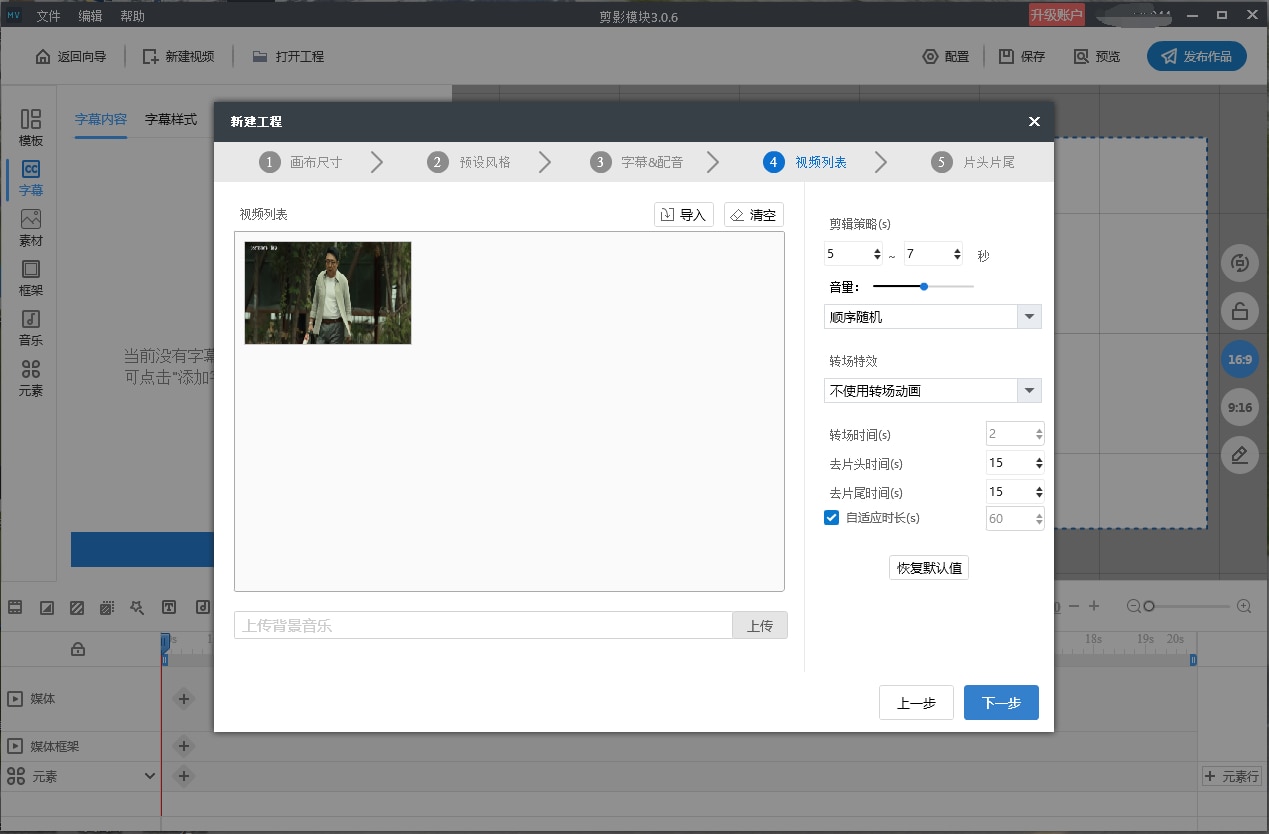 MV 文件 编辑 帮助 剪影模块3.0.6 升级账户
返回向导 新建视频 打开工程 配置 保存 预览 发布作品
字幕内容 字幕样式
模板
CC
字幕
素材
框架
音乐
元素
当前没有字幕
可点击"添加字
新建工程
1 画布尺寸 2 预设风格 3 字幕&配音 4 视频列表 5 片头片尾
视频列表 导入 清空
剪辑策略(s)
5 ~ 7 秒
音量：
顺序随机
转场特效
不使用转场动画
转场时间(s) 2
去片头时间(s) 15
去片尾时间(s) 15
自适应时长(s) 60
恢复默认值
上传背景音乐 上传
上一步 下一步
16:9
9:16
18s 19s 20s
媒体
媒体框架
元素
元素行